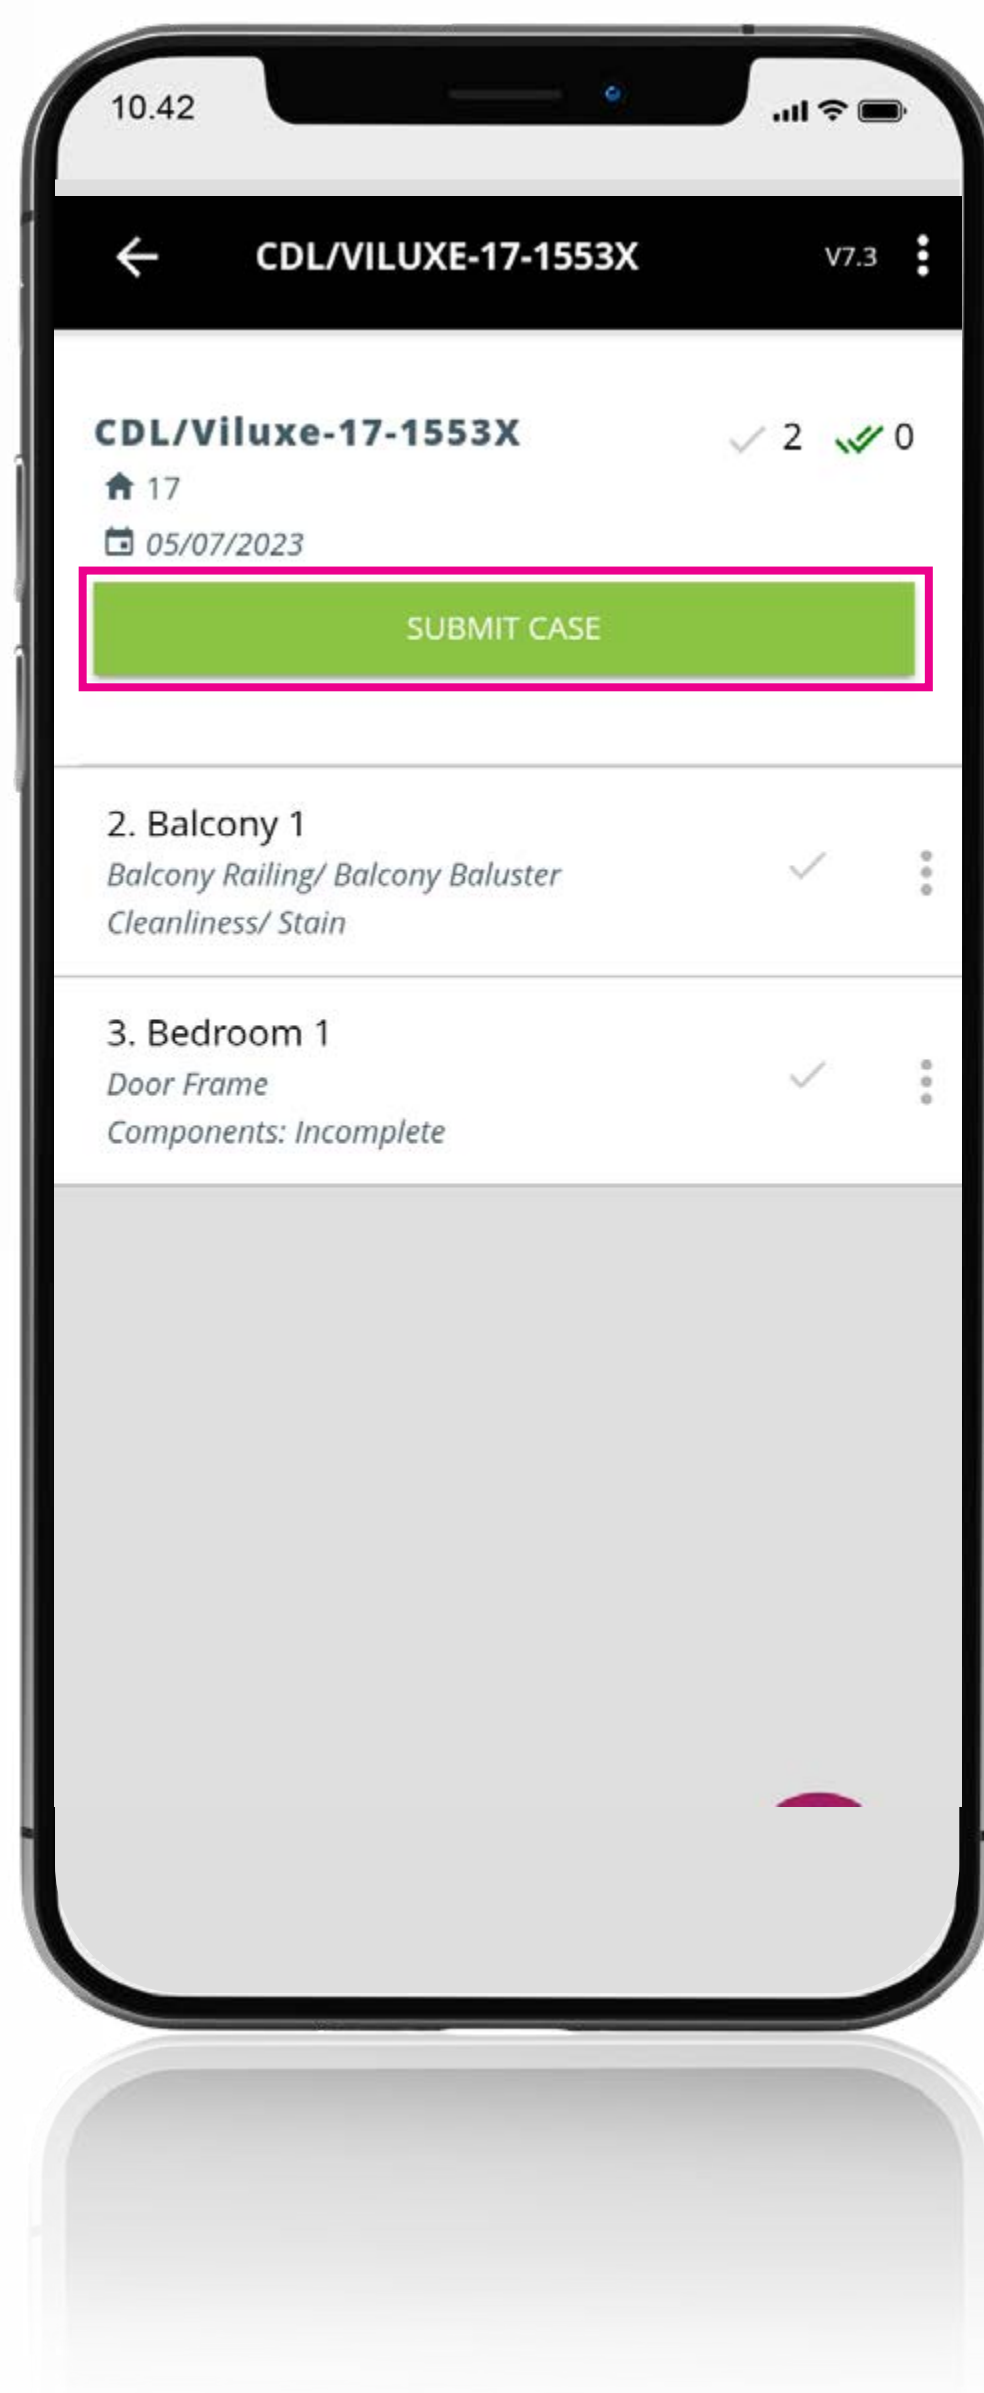 10.42
CDL/VILUXE-17-1553X V7.3
CDL/Viluxe-17-1553X 2 0
17
05/07/2023
SUBMIT CASE
2. Balcony 1
Balcony Railing/ Balcony Baluster
Cleanliness/ Stain
3. Bedroom 1
Door Frame
Components: Incomplete